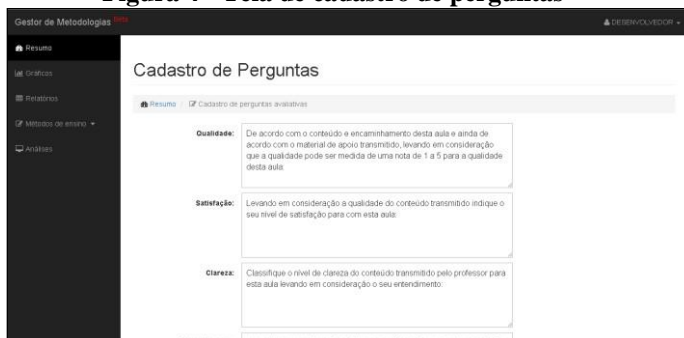 Figura 4 - Tela de cadastro de perguntas
Gestor de Metodologias Beta
DESENVOLVEDOR
Resumo
Gráficos
Relatórios
Métodos de ensino
Análises
Cadastro de Perguntas
Resumo / Cadastro de perguntas avaliativas
Qualidade:
De acordo com o conteúdo e encaminhamento desta aula e ainda de
acordo com o material de apoio transmitido, levando em consideração
que a qualidade pode ser medida de uma nota de 1 a 5 para a qualidade
desta aula:
Satisfação:
Levando em consideração a qualidade do conteúdo transmitido indique o
seu nível de satisfação para com esta aula:
Clareza:
Classifique o nível de clareza do conteúdo transmitido pelo professor para
esta aula levando em consideração o seu entendimento: